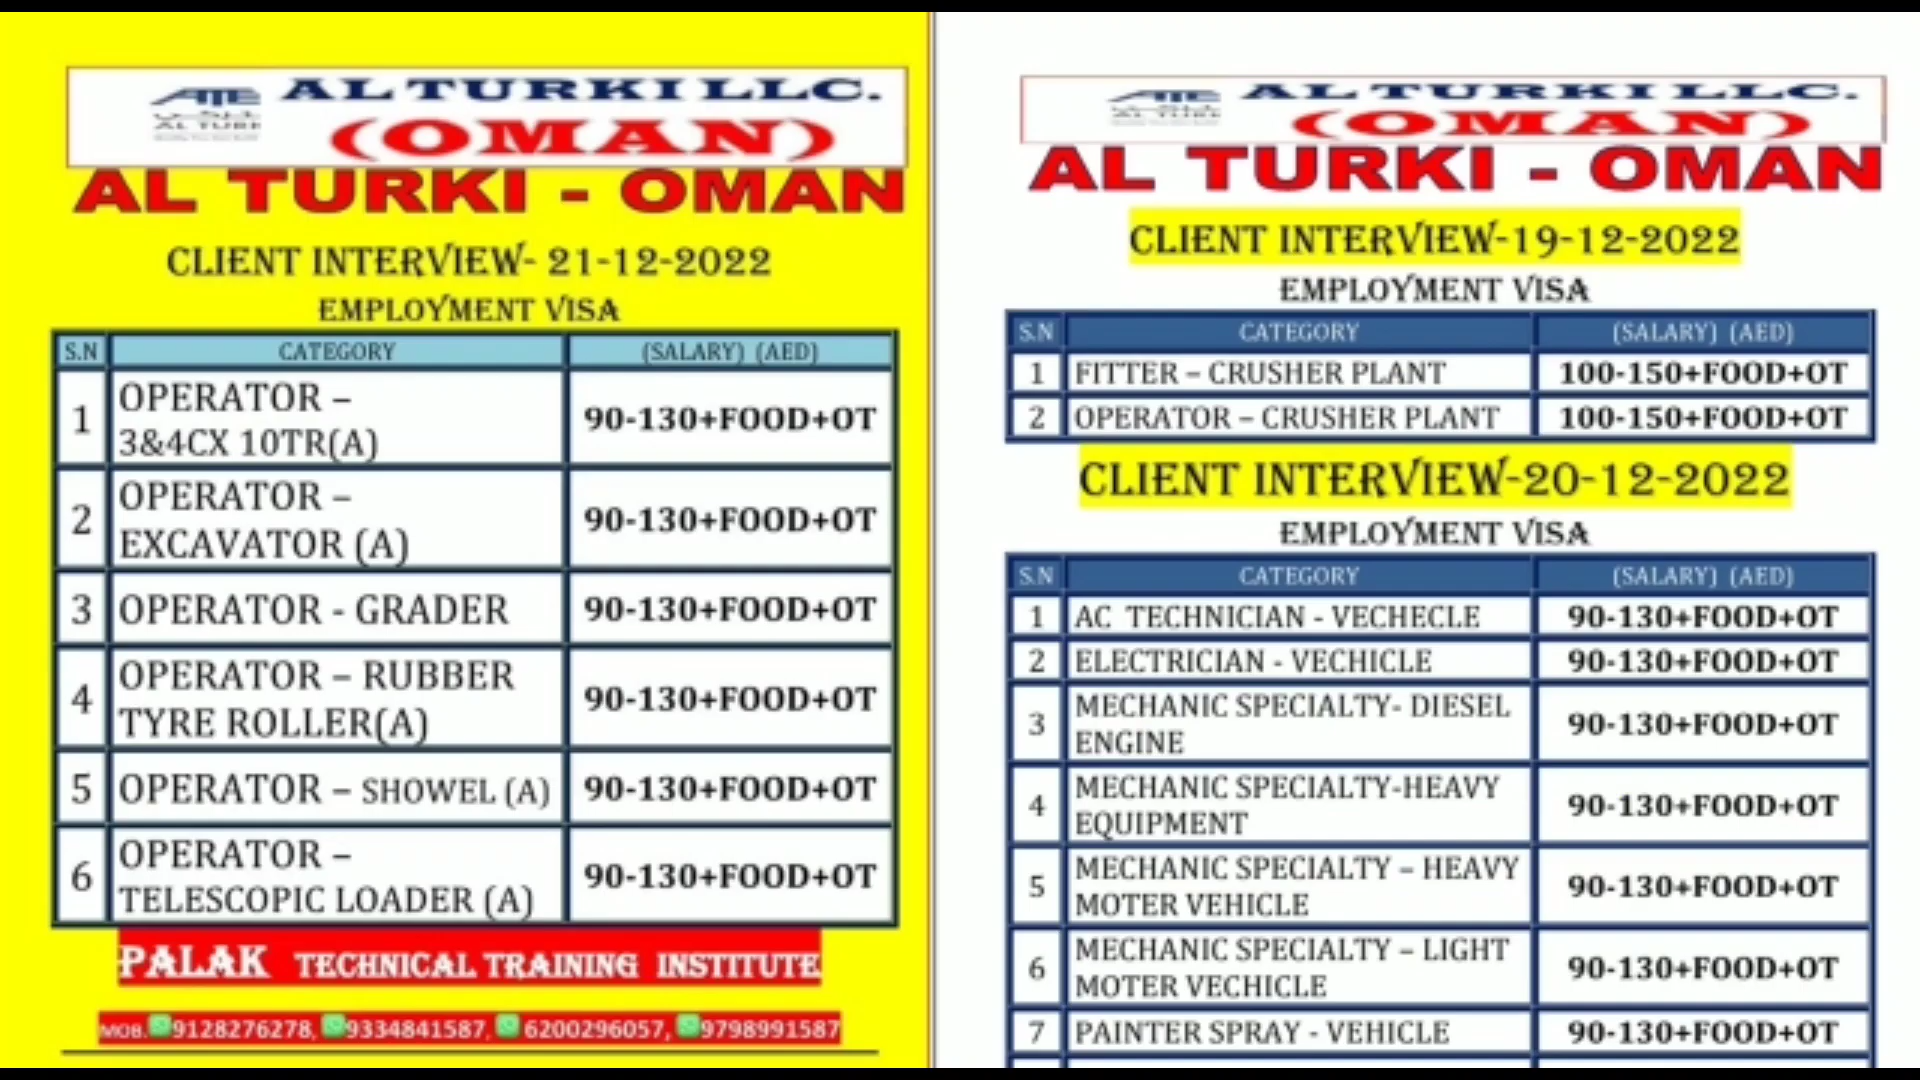 AL TURKI LLC.
(OMAN)
AL TURKI - OMAN
CLIENT INTERVIEW- 21-12-2022
EMPLOYMENT VISA
S.N CATEGORY (SALARY) (AED)
1 OPERATOR – 3&4CX 10TR(A) 90-130+FOOD+OT
2 OPERATOR – EXCAVATOR (A) 90-130+FOOD+OT
3 OPERATOR - GRADER 90-130+FOOD+OT
4 OPERATOR – RUBBER TYRE ROLLER(A) 90-130+FOOD+OT
5 OPERATOR – SHOWEL (A) 90-130+FOOD+OT
6 OPERATOR – TELESCOPIC LOADER (A) 90-130+FOOD+OT
PALAK TECHNICAL TRAINING INSTITUTE
MOB. 9128276278, 9334841587, 6200296057, 9798991587
AL TURKI LLC.
(OMAN)
AL TURKI - OMAN
CLIENT INTERVIEW-19-12-2022
EMPLOYMENT VISA
S.N CATEGORY (SALARY) (AED)
1 FITTER – CRUSHER PLANT 100-150+FOOD+OT
2 OPERATOR – CRUSHER PLANT 100-150+FOOD+OT
CLIENT INTERVIEW-20-12-2022
EMPLOYMENT VISA
S.N CATEGORY (SALARY) (AED)
1 AC TECHNICIAN - VECHECLE 90-130+FOOD+OT
2 ELECTRICIAN - VECHICLE 90-130+FOOD+OT
3 MECHANIC SPECIALTY- DIESEL ENGINE 90-130+FOOD+OT
4 MECHANIC SPECIALTY-HEAVY EQUIPMENT 90-130+FOOD+OT
5 MECHANIC SPECIALTY – HEAVY MOTER VEHICLE 90-130+FOOD+OT
6 MECHANIC SPECIALTY – LIGHT MOTER VECHICLE 90-130+FOOD+OT
7 PAINTER SPRAY - VEHICLE 90-130+FOOD+OT